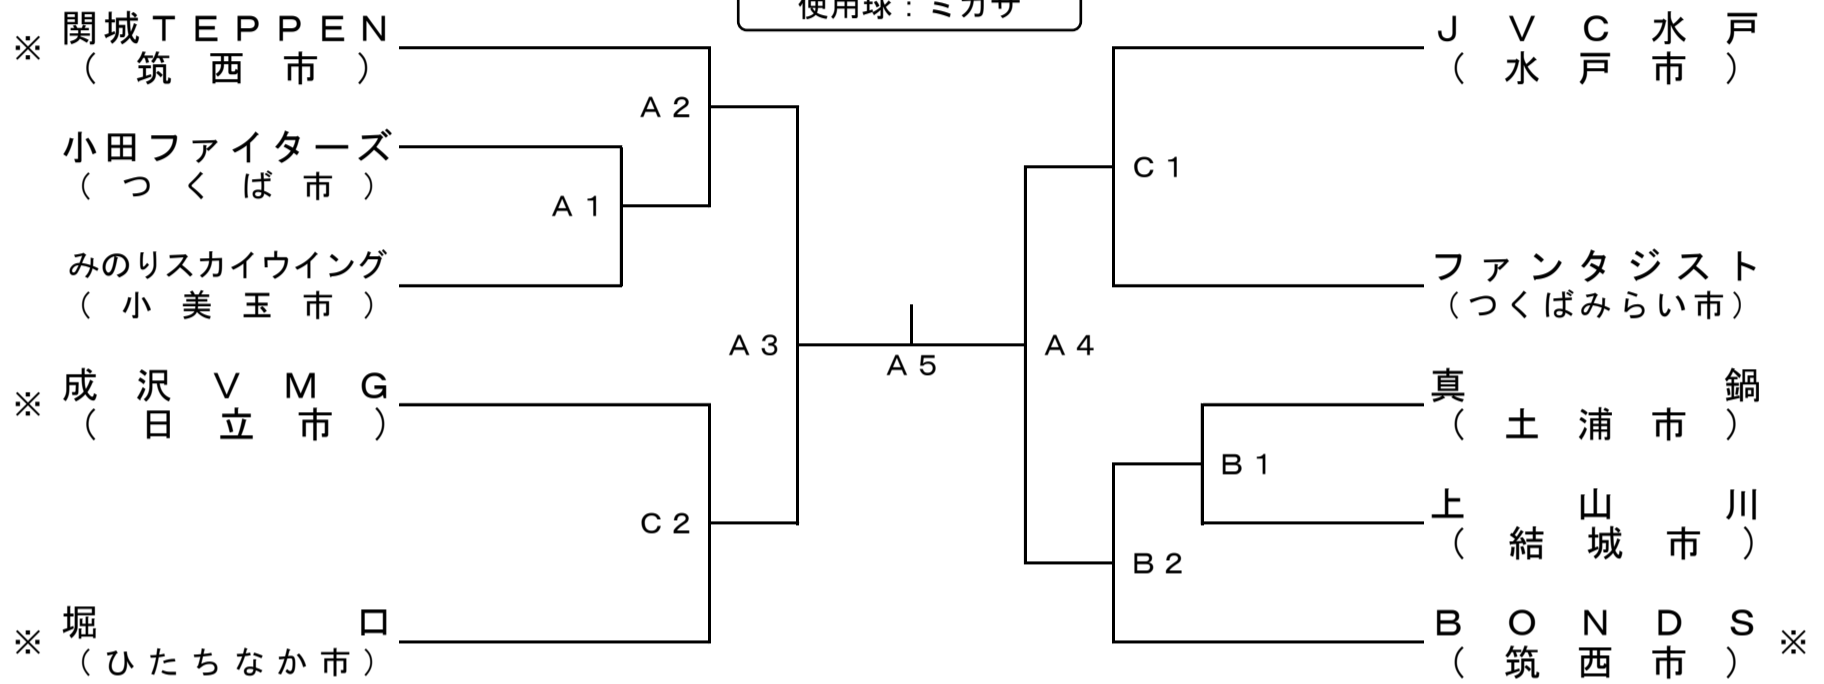 使用球：ミカサ
※
関城ＴＥＰＰＥＮ
（筑西市）
Ａ２
小田ファイターズ
（つくば市）
Ａ１
みのりスカイウイング
（小美玉市）
Ａ３
※
成沢ＶＭＧ
（日立市）
Ｃ２
※
堀口
（ひたちなか市）
Ａ５
ＪＶＣ水戸
（水戸市）
Ｃ１
ファンタジスト
（つくばみらい市）
Ａ４
真鍋
（土浦市）
Ｂ１
上山川
（結城市）
Ｂ２
ＢＯＮＤＳ
（筑西市）
※